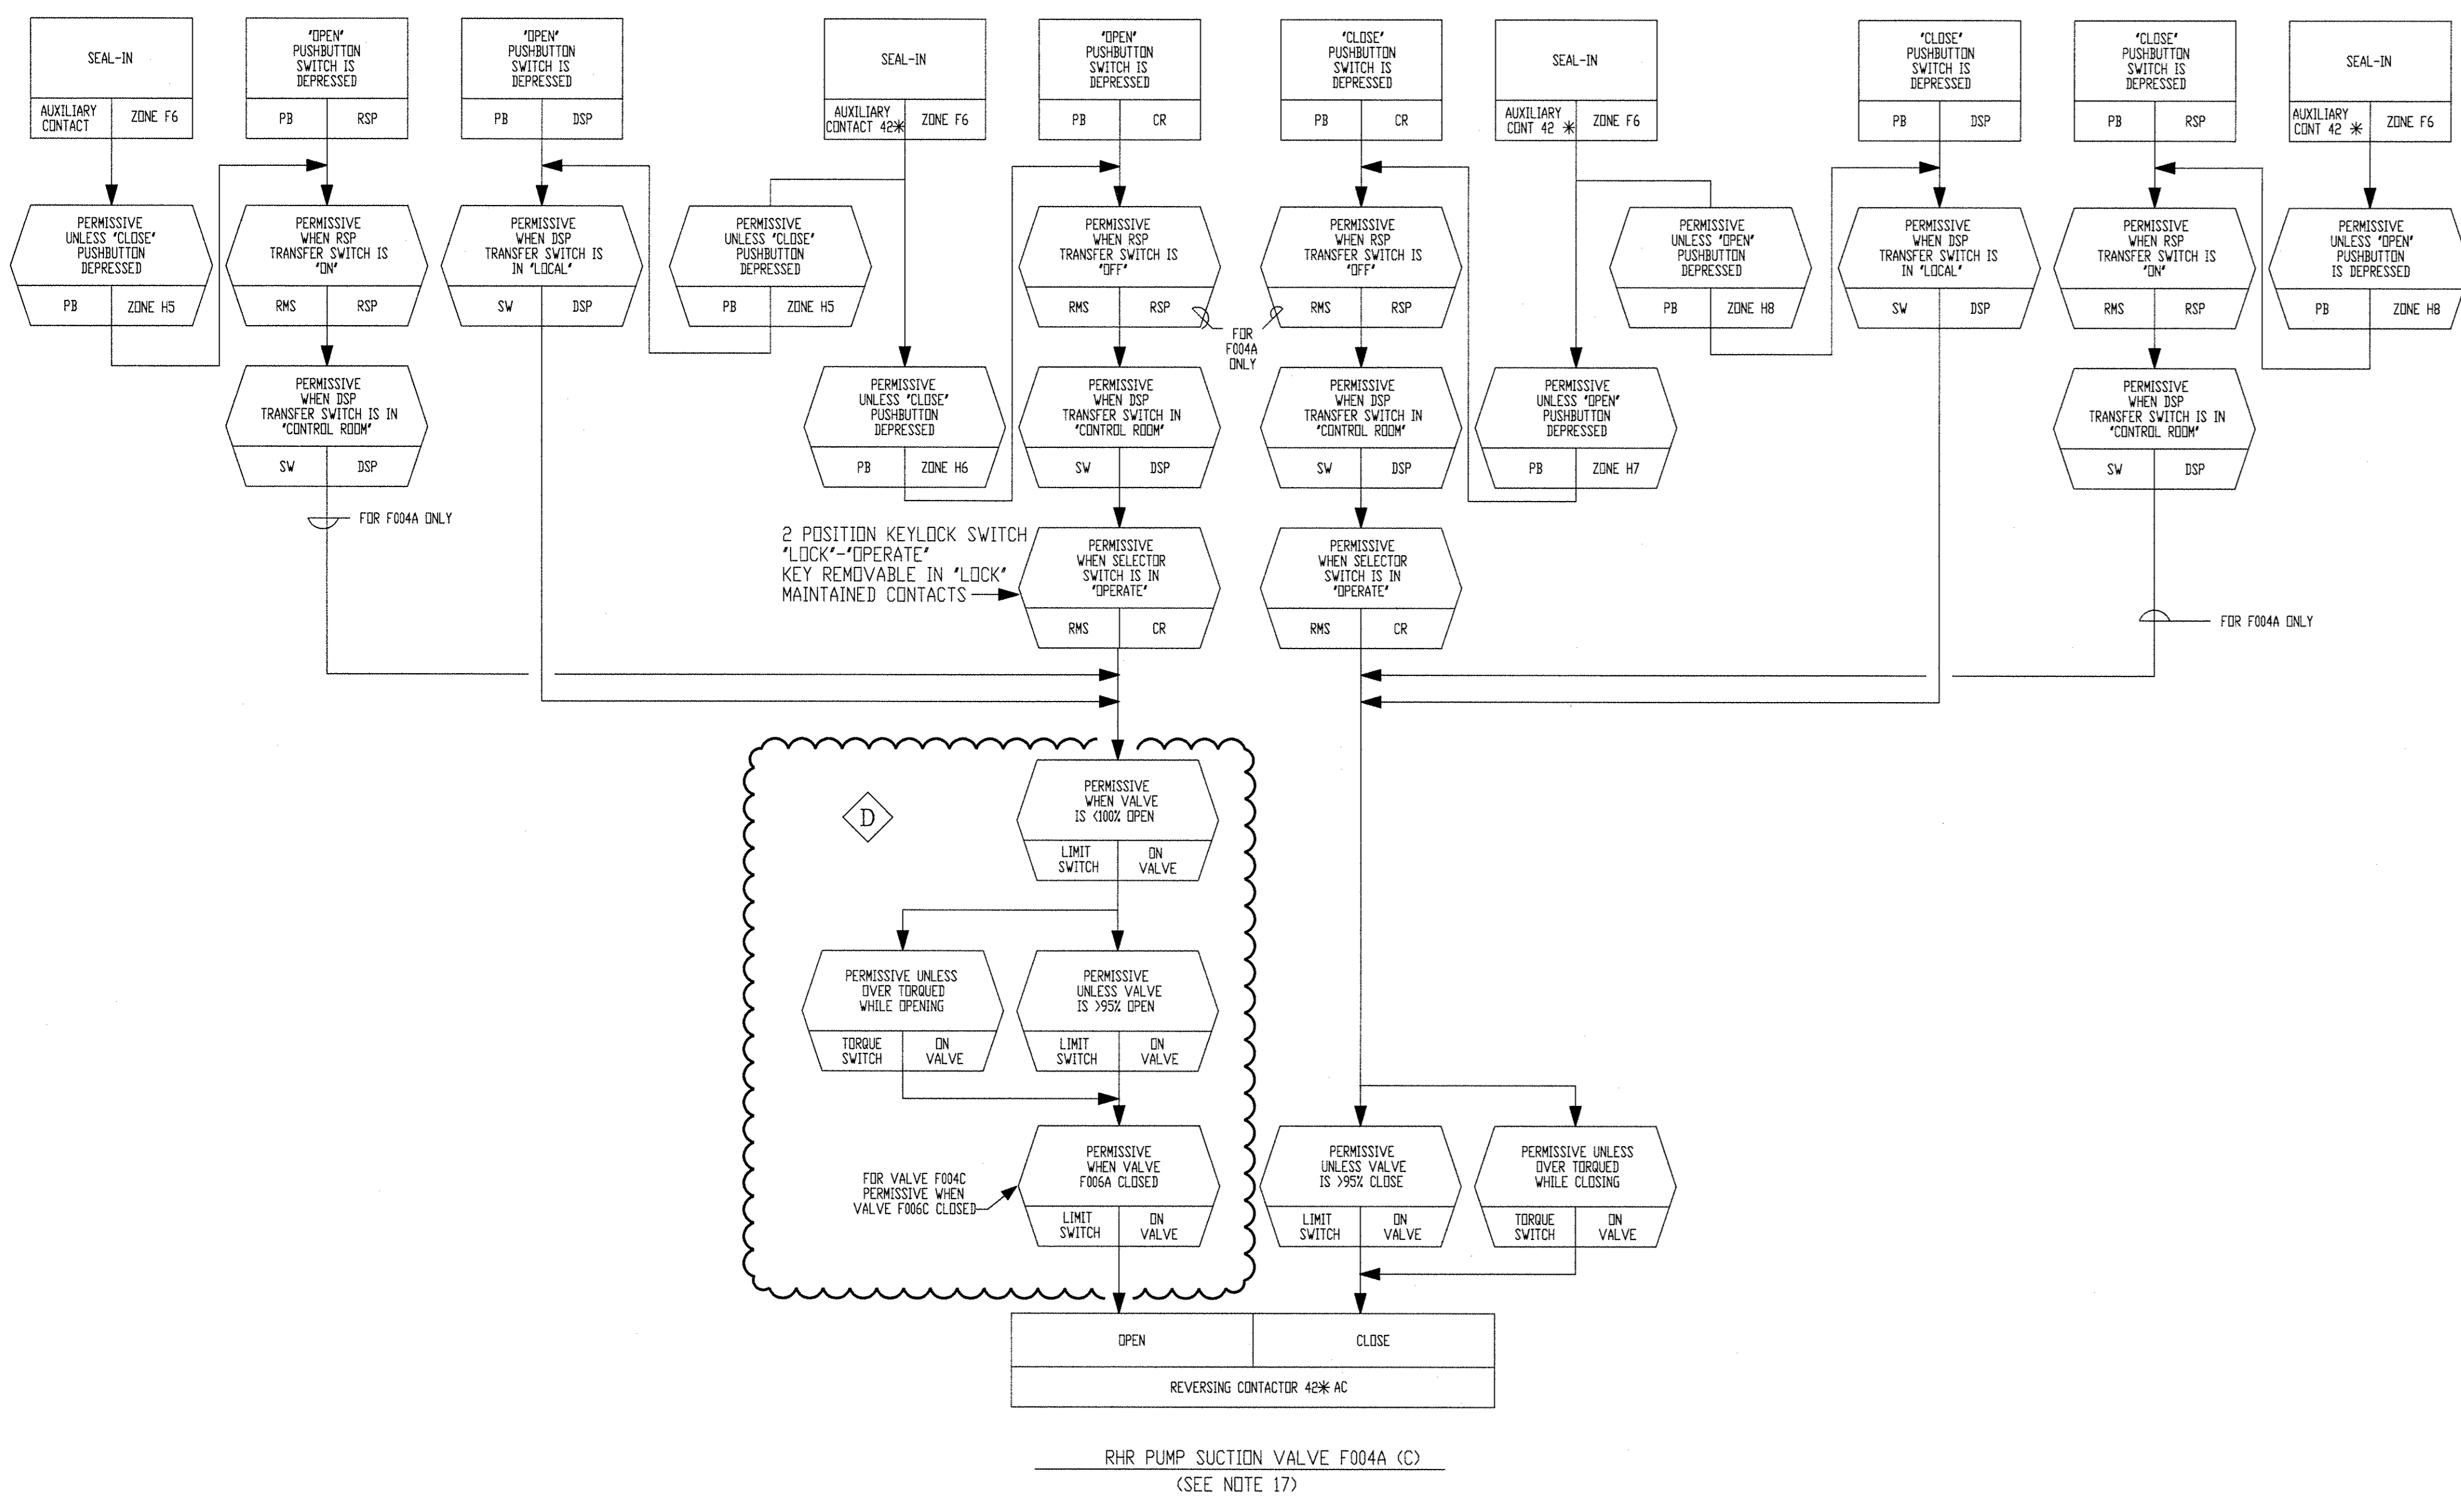 SEAL-IN
AUXILIARY
CONTACT
ZONE F6
"OPEN"
PUSHBUTTON
SWITCH IS
DEPRESSED
PB
RSP
"OPEN"
PUSHBUTTON
SWITCH IS
DEPRESSED
PB
DSP
SEAL-IN
AUXILIARY
CONTACT 42*
ZONE F6
"OPEN"
PUSHBUTTON
SWITCH IS
DEPRESSED
PB
CR
"CLOSE"
PUSHBUTTON
SWITCH IS
DEPRESSED
PB
CR
SEAL-IN
AUXILIARY
CONT 42 *
ZONE F6
"CLOSE"
PUSHBUTTON
SWITCH IS
DEPRESSED
PB
DSP
"CLOSE"
PUSHBUTTON
SWITCH IS
DEPRESSED
PB
RSP
SEAL-IN
AUXILIARY
CONT 42 *
ZONE F6
PERMISSIVE
UNLESS "CLOSE"
PUSHBUTTON
DEPRESSED
PB
ZONE H5
PERMISSIVE
WHEN RSP
TRANSFER SWITCH IS
"ON"
RMS
RSP
PERMISSIVE
WHEN DSP
TRANSFER SWITCH IS
IN "LOCAL"
SW
DSP
PERMISSIVE
UNLESS "CLOSE"
PUSHBUTTON
DEPRESSED
PB
ZONE H5
PERMISSIVE
WHEN RSP
TRANSFER SWITCH IS
"OFF"
RMS
RSP
FOR
F004A
ONLY
PERMISSIVE
WHEN RSP
TRANSFER SWITCH IS
"OFF"
RMS
RSP
PERMISSIVE
UNLESS "OPEN"
PUSHBUTTON
DEPRESSED
PB
ZONE H8
PERMISSIVE
WHEN DSP
TRANSFER SWITCH IS
IN "LOCAL"
SW
DSP
PERMISSIVE
WHEN RSP
TRANSFER SWITCH IS
"ON"
RMS
RSP
PERMISSIVE
UNLESS "OPEN"
PUSHBUTTON
IS DEPRESSED
PB
ZONE H8
PERMISSIVE
WHEN DSP
TRANSFER SWITCH IS IN
"CONTROL ROOM"
SW
DSP
FOR F004A ONLY
PERMISSIVE
UNLESS "CLOSE"
PUSHBUTTON
DEPRESSED
PB
ZONE H6
PERMISSIVE
WHEN DSP
TRANSFER SWITCH IN
"CONTROL ROOM"
SW
DSP
PERMISSIVE
WHEN DSP
TRANSFER SWITCH IN
"CONTROL ROOM"
SW
DSP
PERMISSIVE
UNLESS "OPEN"
PUSHBUTTON
DEPRESSED
PB
ZONE H7
PERMISSIVE
WHEN DSP
TRANSFER SWITCH IS IN
"CONTROL ROOM"
SW
DSP
FOR F004A ONLY
2 POSITION KEYLOCK SWITCH
"LOCK"-"OPERATE"
KEY REMOVABLE IN "LOCK"
MAINTAINED CONTACTS
PERMISSIVE
WHEN SELECTOR
SWITCH IS IN
"OPERATE"
RMS
CR
PERMISSIVE
WHEN SELECTOR
SWITCH IS IN
"OPERATE"
RMS
CR
D
PERMISSIVE
WHEN VALVE
IS <100% OPEN
LIMIT
SWITCH
ON
VALVE
PERMISSIVE UNLESS
OVER TORQUED
WHILE OPENING
TORQUE
SWITCH
ON
VALVE
PERMISSIVE
UNLESS VALVE
IS >95% OPEN
LIMIT
SWITCH
ON
VALVE
FOR VALVE F004C
PERMISSIVE WHEN
VALVE F006C CLOSED
PERMISSIVE
WHEN VALVE
F006A CLOSED
LIMIT
SWITCH
ON
VALVE
PERMISSIVE
UNLESS VALVE
IS >95% CLOSE
LIMIT
SWITCH
ON
VALVE
PERMISSIVE UNLESS
OVER TORQUED
WHILE CLOSING
TORQUE
SWITCH
ON
VALVE
OPEN
CLOSE
REVERSING CONTACTOR 42* AC
RHR PUMP SUCTION VALVE F004A (C)
(SEE NOTE 17)